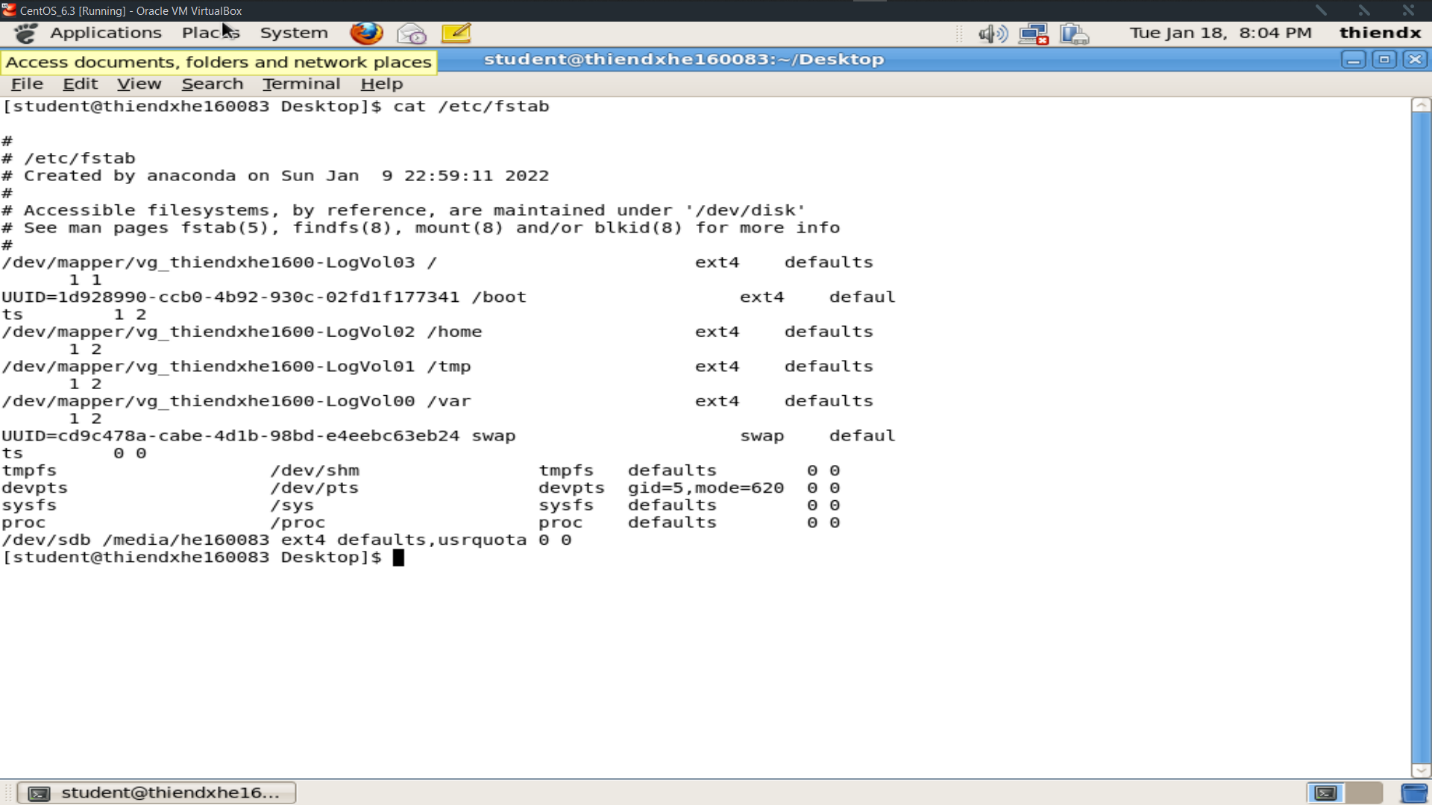 CentOS_6.3 [Running] - Oracle VM VirtualBox
Applications Places System Tue Jan 18, 8:04 PM thiendx
Access documents, folders and network places
student@thiendxhe160083:~/Desktop
File Edit View Search Terminal Help
[student@thiendxhe160083 Desktop]$ cat /etc/fstab
#
# /etc/fstab
# Created by anaconda on Sun Jan  9 22:59:11 2022
#
# Accessible filesystems, by reference, are maintained under '/dev/disk'
# See man pages fstab(5), findfs(8), mount(8) and/or blkid(8) for more info
#
/dev/mapper/vg_thiendxhe1600-LogVol03 /                       ext4    defaults
      1 1
UUID=1d928990-ccb0-4b92-930c-02fd1f177341 /boot                   ext4    defaul
ts        1 2
/dev/mapper/vg_thiendxhe1600-LogVol02 /home                   ext4    defaults
      1 2
/dev/mapper/vg_thiendxhe1600-LogVol01 /tmp                    ext4    defaults
      1 2
/dev/mapper/vg_thiendxhe1600-LogVol00 /var                    ext4    defaults
      1 2
UUID=cd9c478a-cabe-4d1b-98bd-e4eebc63eb24 swap                    swap    defaul
ts        0 0
tmpfs                   /dev/shm                tmpfs   defaults        0 0
devpts                  /dev/pts                devpts  gid=5,mode=620  0 0
sysfs                   /sys                    sysfs   defaults        0 0
proc                    /proc                   proc    defaults        0 0
/dev/sdb /media/he160083 ext4 defaults,usrquota 0 0
[student@thiendxhe160083 Desktop]$
student@thiendxhe16...